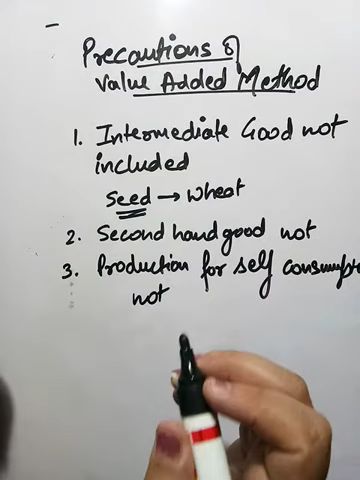 Precautions of
Value Added Method
1. Intermediate Good not
included
Seed → Wheat
2. Second hand good not
3. Production for self consumpt
not